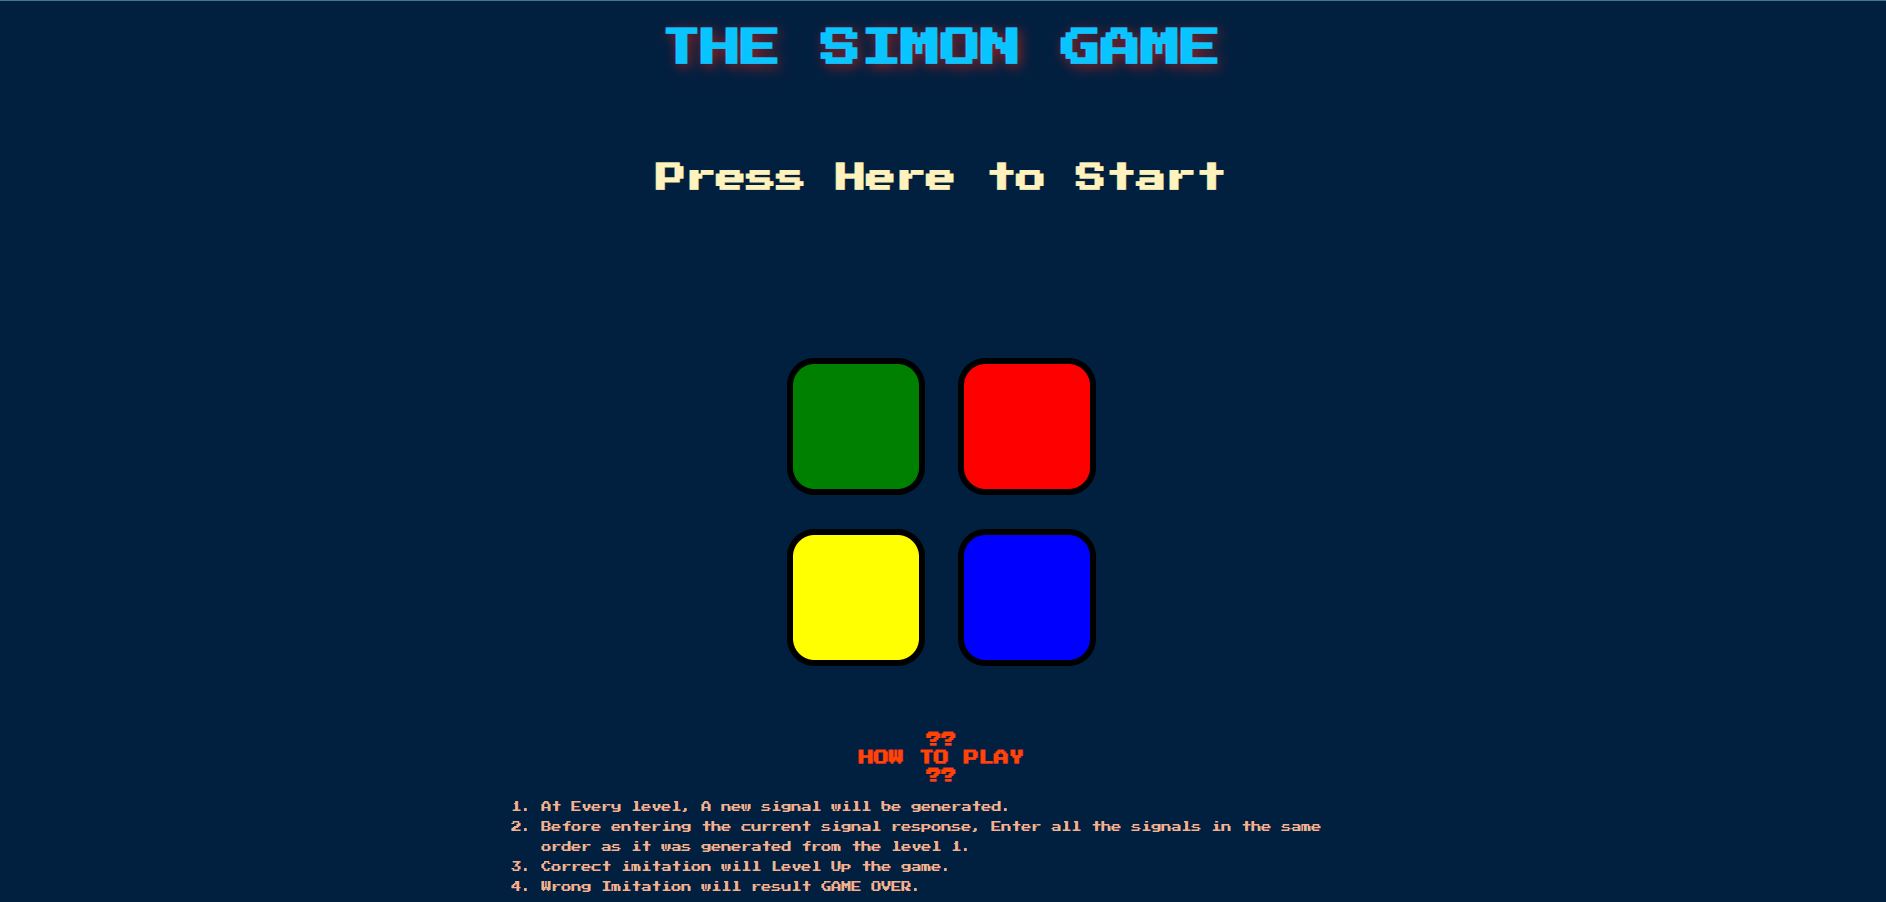 THE SIMON GAME
Press Here to Start
??
HOW TO PLAY
??
1. At Every level, A new signal will be generated.
2. Before entering the current signal response, Enter all the signals in the same
order as it was generated from the level 1.
3. Correct imitation will Level Up the game.
4. Wrong Imitation will result GAME OVER.